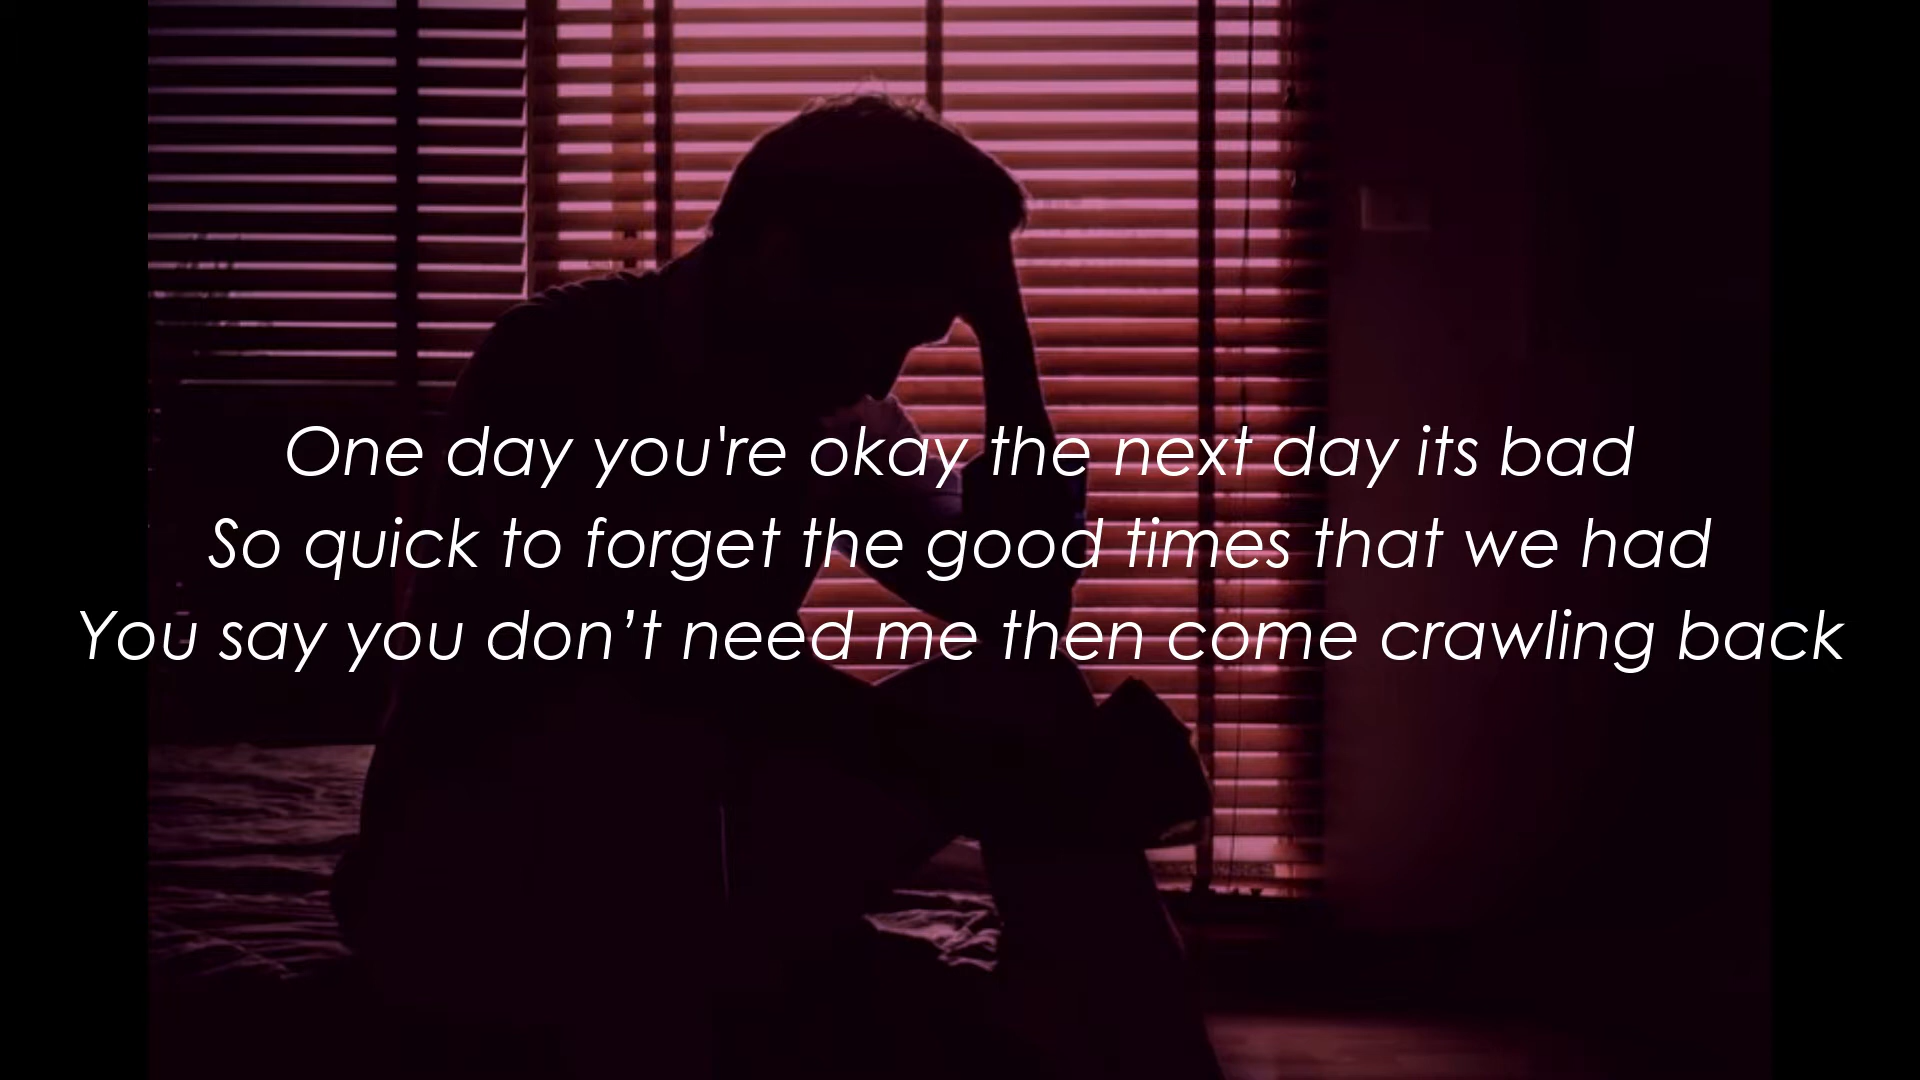 One day you're okay the next day its bad
So quick to forget the good times that we had
You say you don’t need me then come crawling back